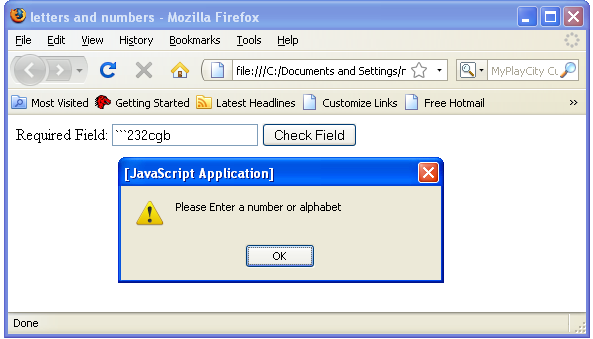 letters and numbers - Mozilla Firefox
File Edit View History Bookmarks Tools Help
file:///C:/Documents and Settings/r
MyPlayCity Cu
Most Visited Getting Started Latest Headlines Customize Links Free Hotmail »
Required Field: ```232cgb Check Field
[JavaScript Application]
Please Enter a number or alphabet
OK
Done